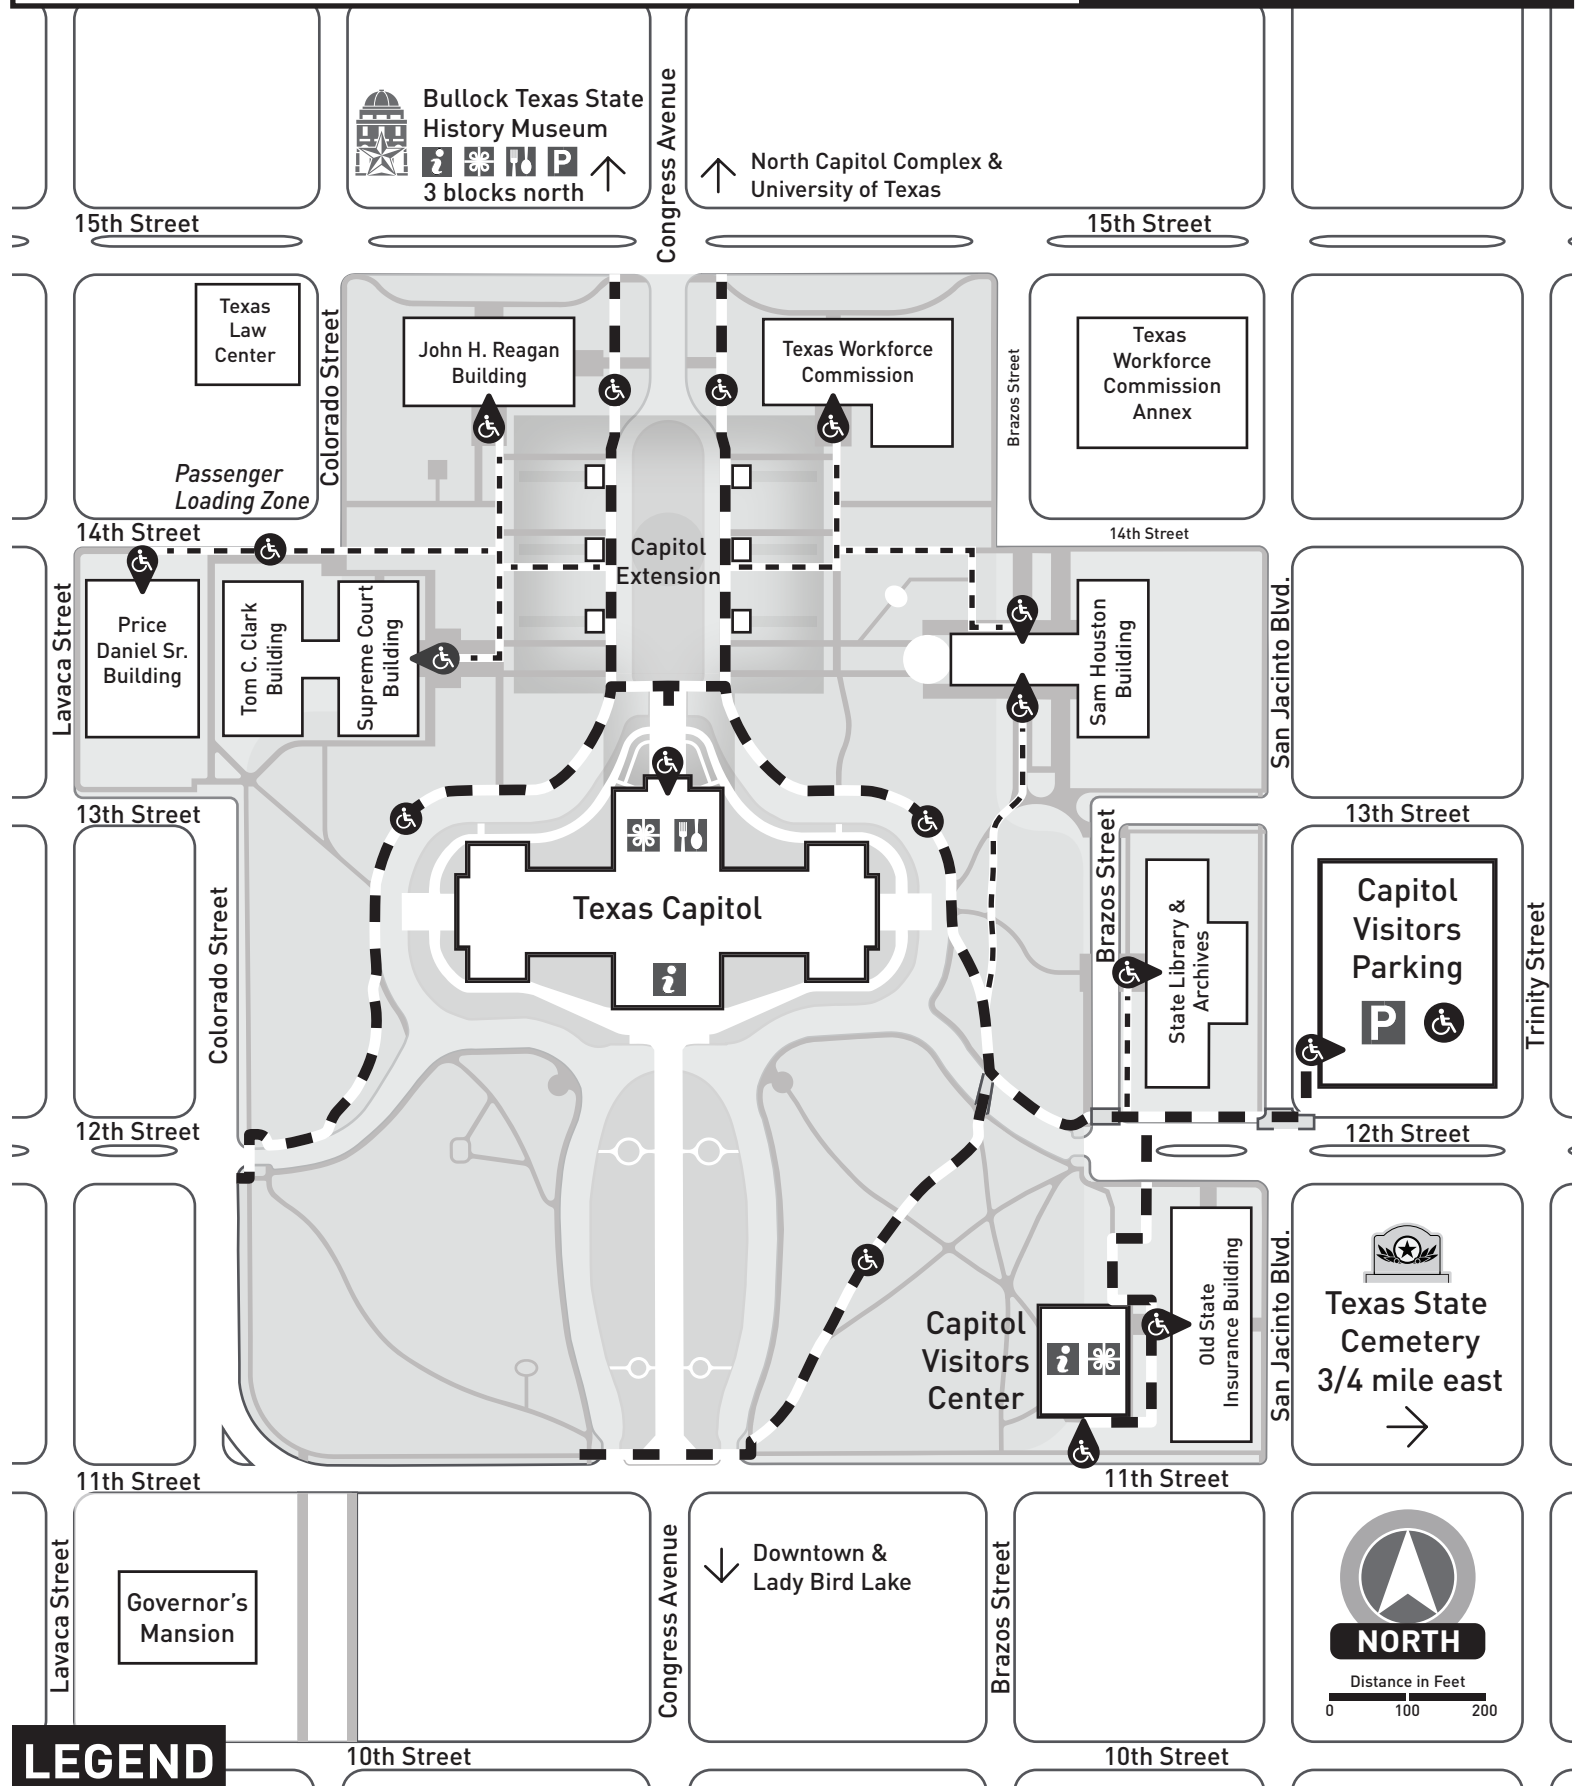 Bullock Texas State
History Museum
i
P
3 blocks north
Congress Avenue
North Capitol Complex &
University of Texas
15th Street
15th Street
Texas
Law
Center
Colorado Street
John H. Reagan
Building
Texas Workforce
Commission
Brazos Street
Texas
Workforce
Commission
Annex
Passenger
Loading Zone
14th Street
14th Street
Capitol
Extension
Lavaca Street
Price
Daniel Sr.
Building
Tom C. Clark
Building
Supreme Court
Building
Sam Houston
Building
San Jacinto Blvd.
13th Street
13th Street
Colorado Street
Texas Capitol
i
Brazos Street
State Library &
Archives
Capitol
Visitors
Parking
P
Trinity Street
12th Street
12th Street
Capitol
Visitors
Center
i
Old State
Insurance Building
San Jacinto Blvd.
Texas State
Cemetery
3/4 mile east
11th Street
11th Street
Lavaca Street
Governor's
Mansion
Congress Avenue
Downtown &
Lady Bird Lake
Brazos Street
NORTH
Distance in Feet
0 100 200
LEGEND
10th Street
10th Street